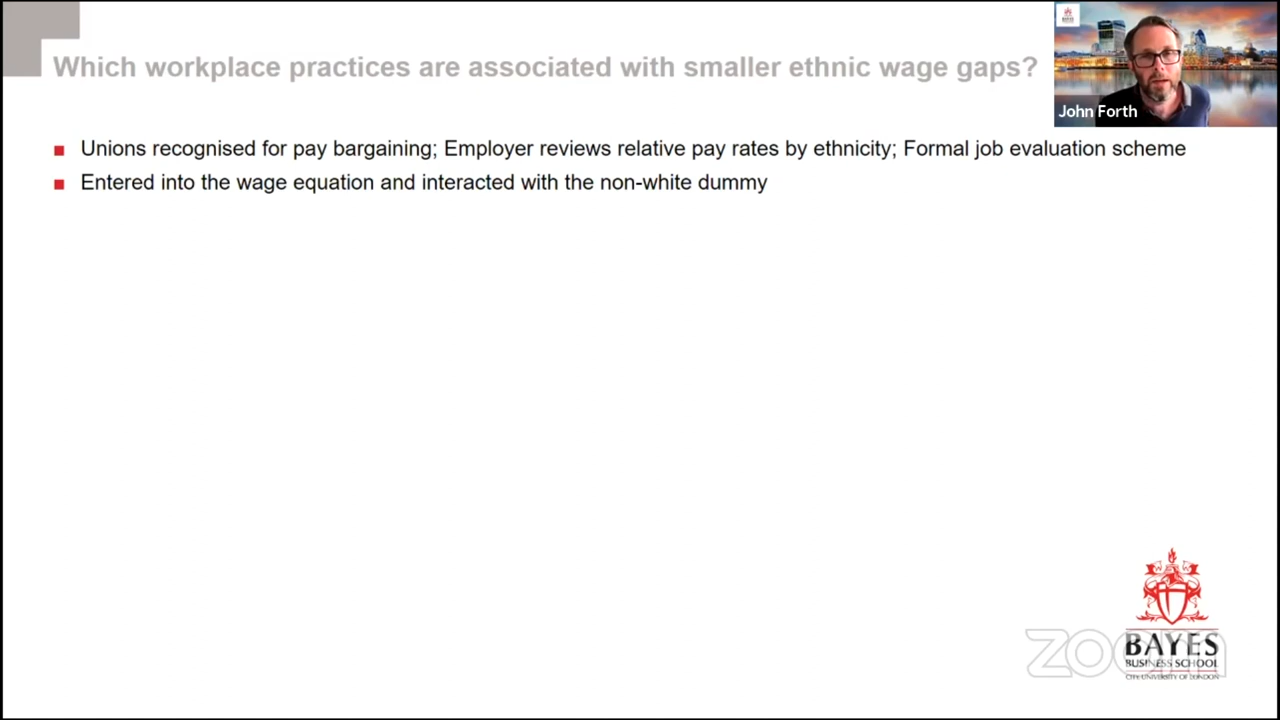 Which workplace practices are associated with smaller ethnic wage gaps?
John Forth
Unions recognised for pay bargaining; Employer reviews relative pay rates by ethnicity; Formal job evaluation scheme
Entered into the wage equation and interacted with the non-white dummy
zoom
BAYES
BUSINESS SCHOOL
CITY, UNIVERSITY OF LONDON